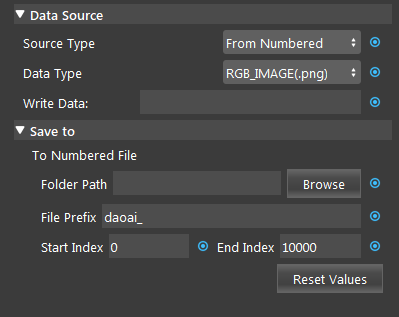 Data Source
Source Type From Numbered
Data Type RGB_IMAGE(.png)
Write Data:
Save to
To Numbered File
Folder Path Browse
File Prefix daoai_
Start Index 0 End Index 10000
Reset Values